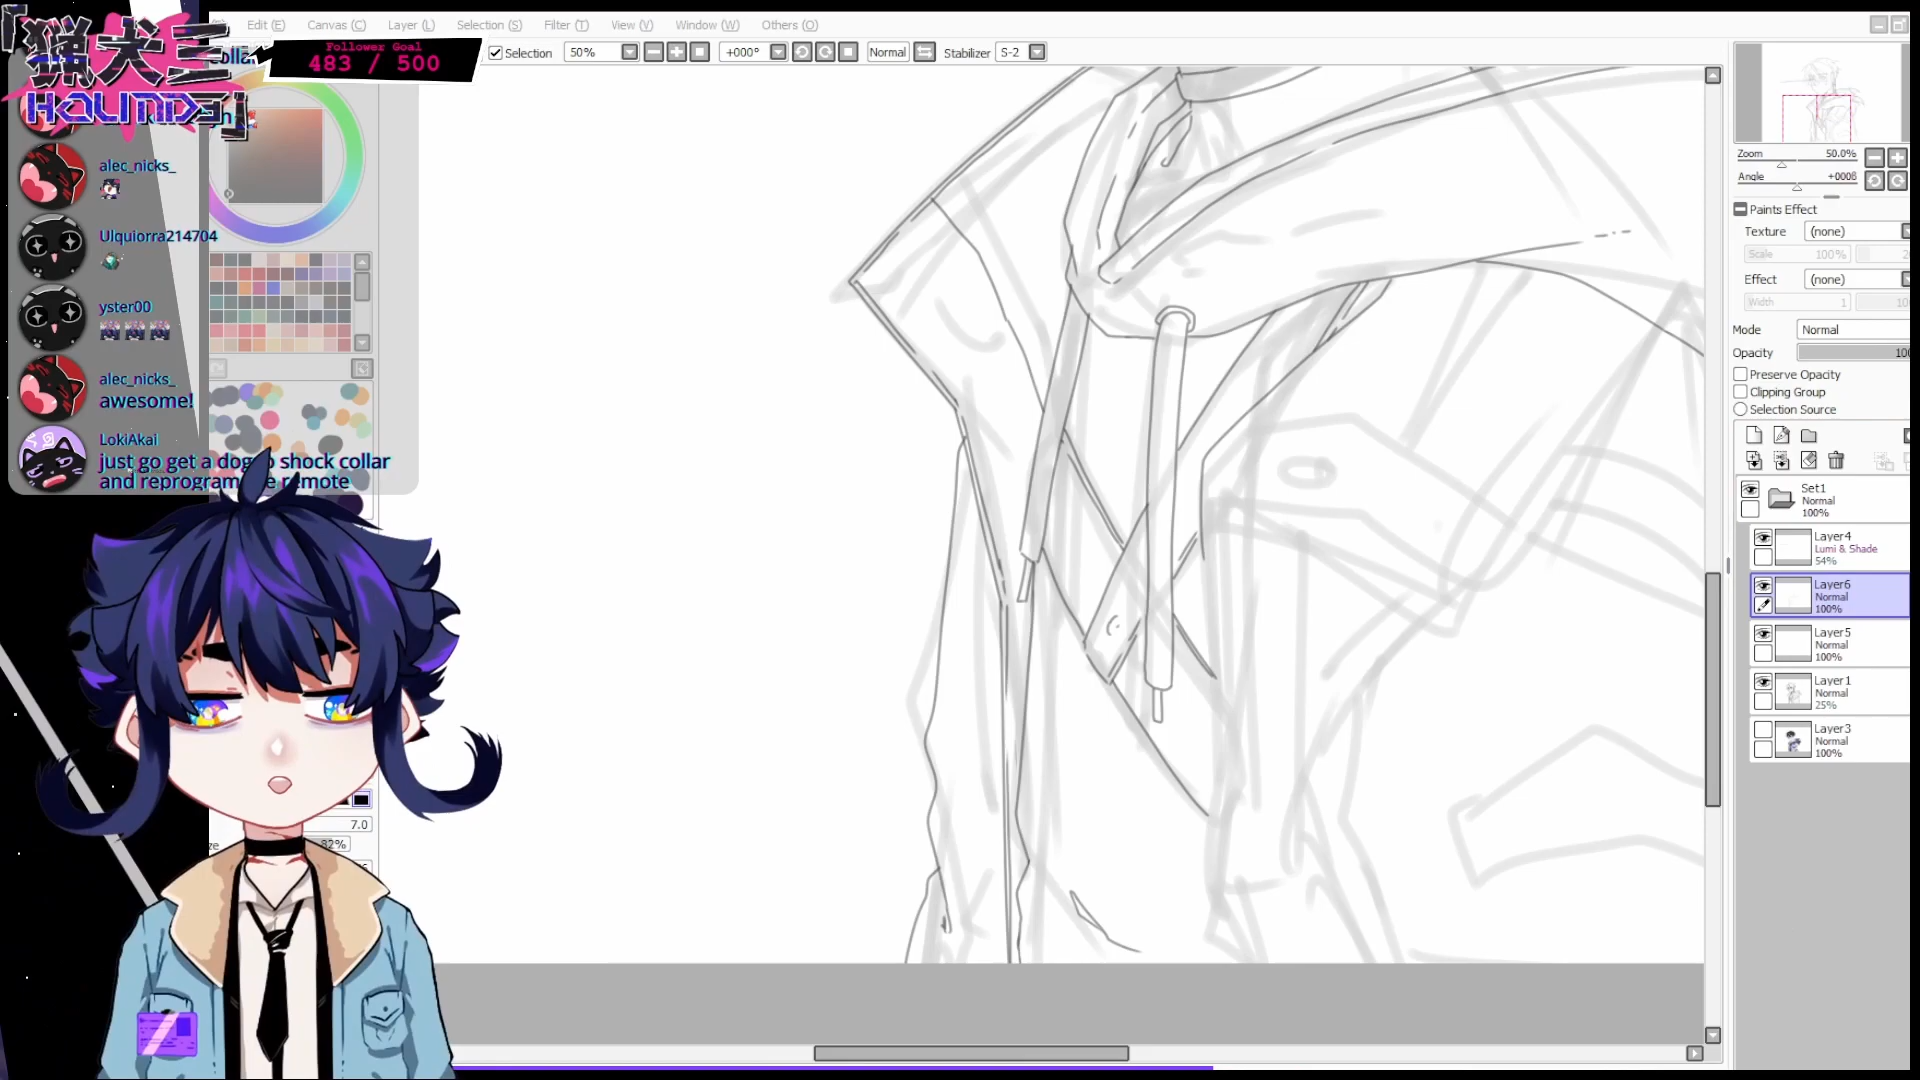 Edit (E) Canvas (C) Layer (L) Selection (S) Filter (T) View (V) Window (W) Others (O)
「猟犬三
HOUNDS」
Follower Goal
483 / 500
Selection 50% +000° Normal Stabilizer S-2
alec_nicks_
Ulquiorra214704
yster00
alec_nicks_
awesome!
LokiAkai
just go get a dog shock collar
and reprogram remote
7.0
82%
Zoom 50.0%
Angle +0008
Paints Effect
Texture (none)
Scale 100%
Effect (none)
Width 1
Mode Normal
Opacity 100
Preserve Opacity
Clipping Group
Selection Source
Set1
Normal
100%
Layer4
Lumi & Shade
54%
Layer6
Normal
100%
Layer5
Normal
100%
Layer1
Normal
25%
Layer3
Normal
100%